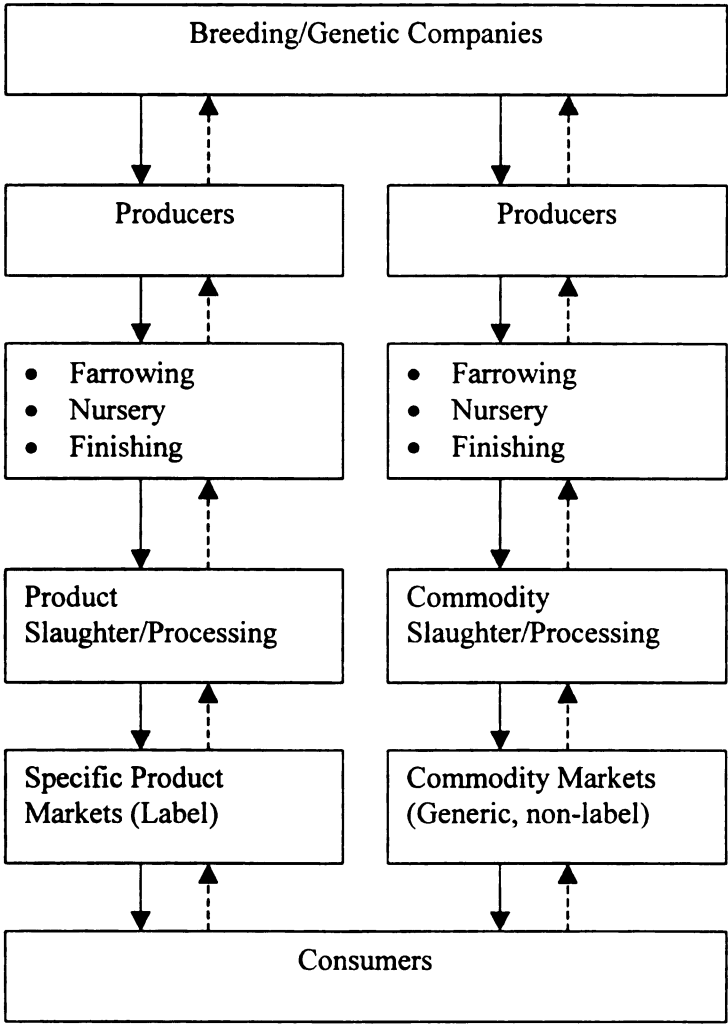 Breeding/Genetic Companies
Producers
Producers
• Farrowing
• Nursery
• Finishing
• Farrowing
• Nursery
• Finishing
Product
Slaughter/Processing
Commodity
Slaughter/Processing
Specific Product
Markets (Label)
Commodity Markets
(Generic, non-label)
Consumers